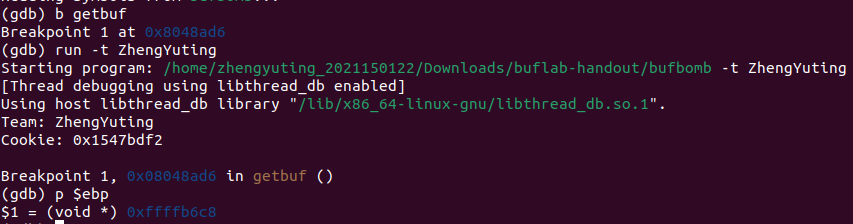 (gdb) b getbuf
Breakpoint 1 at 0x8048ad6
(gdb) run -t ZhengYuting
Starting program: /home/zhengyuting_2021150122/Downloads/buflab-handout/bufbomb -t ZhengYuting
[Thread debugging using libthread_db enabled]
Using host libthread_db library "/lib/x86_64-linux-gnu/libthread_db.so.1".
Team: ZhengYuting
Cookie: 0x1547bdf2
Breakpoint 1, 0x08048ad6 in getbuf ()
(gdb) p $ebp
$1 = (void *) 0xffffb6c8